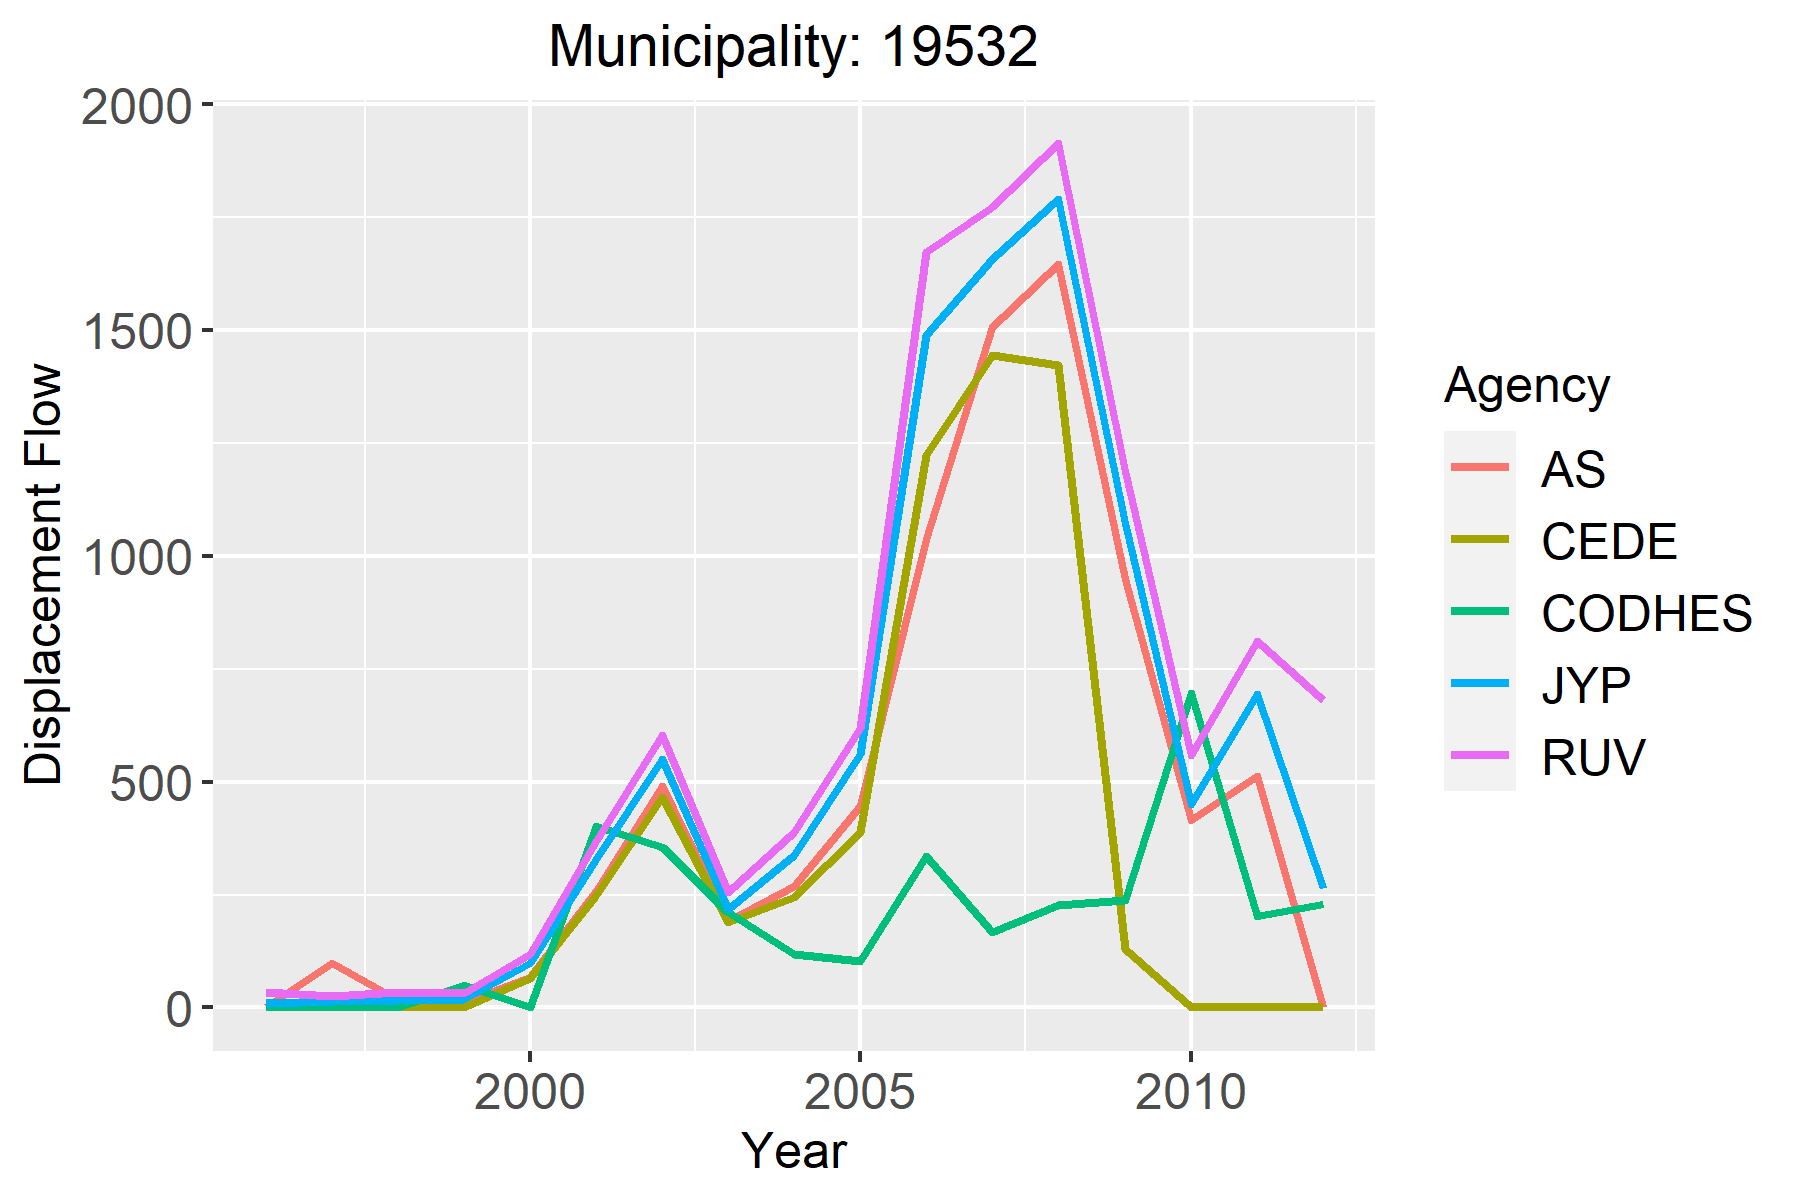 Municipality: 19532
2000
1500
1000
500
0
Displacement Flow
2000 2005 2010
Year
Agency
AS
CEDE
CODHES
JYP
RUV